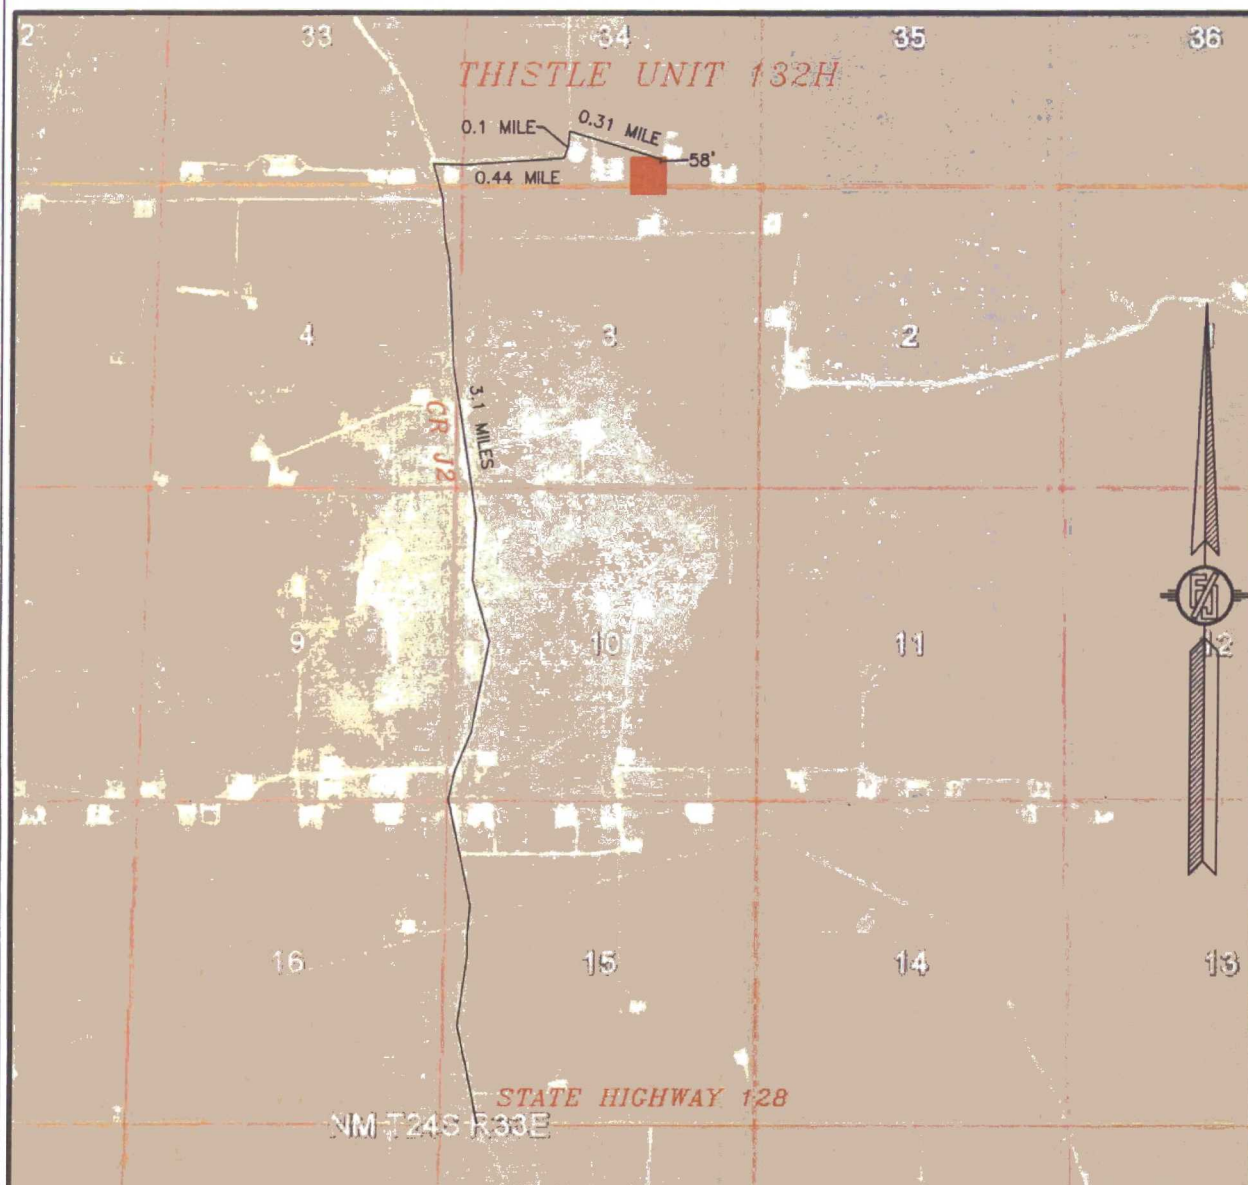 2 33 34 35 36
THISTLE UNIT 132H
0.1 MILE
0.31 MILE
58'
0.44 MILE
4 3 2 1
3.1 MILES
CR J2
9 10 11 12
16 15 14 13
STATE HIGHWAY 128
NM-T24S-R33E